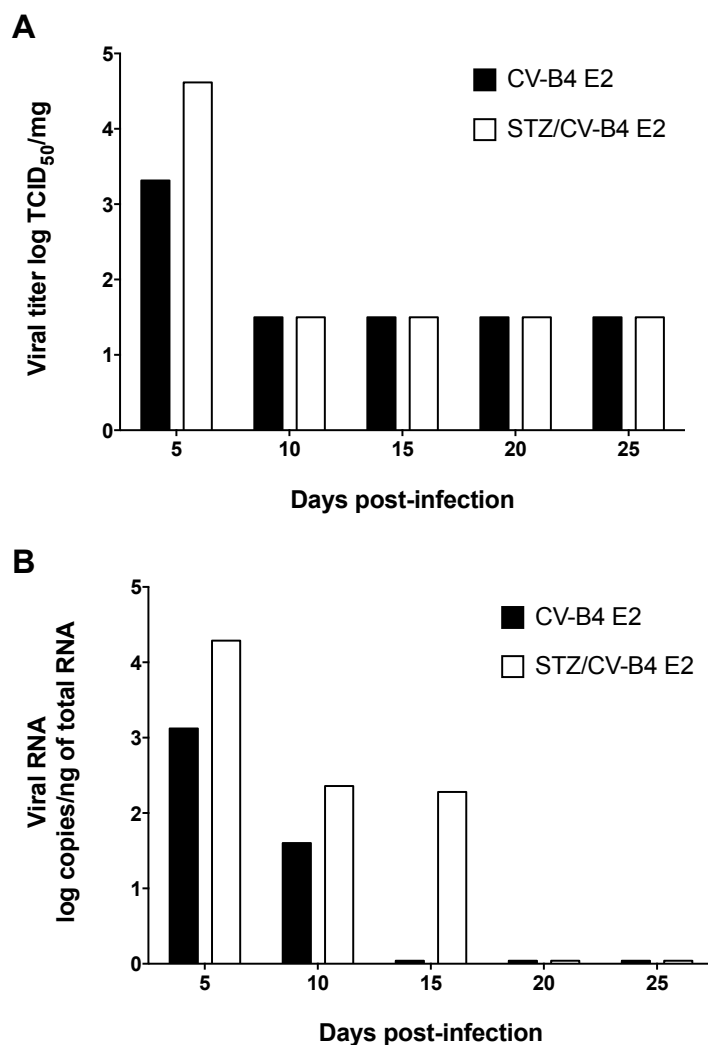 A
5
4
3
2
1
0
Viral titer log TCID50/mg
CV-B4 E2
STZ/CV-B4 E2
5 10 15 20 25
Days post-infection
B
5
4
3
2
1
0
Viral RNA
log copies/ng of total RNA
CV-B4 E2
STZ/CV-B4 E2
5 10 15 20 25
Days post-infection